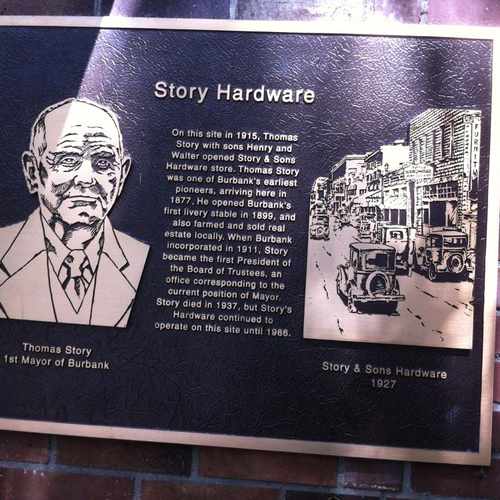 Story Hardware
On this site in 1915, Thomas
Story with sons Henry and
Walter opened Story & Sons
Hardware store. Thomas Story
was one of Burbank's earliest
pioneers, arriving here in
1877. He opened Burbank's
first livery stable in 1899, and
also farmed and sold real
estate locally. When Burbank
incorporated in 1911, Story
became the first President of
the Board of Trustees, an
office corresponding to the
current position of Mayor.
Story died in 1937, but Story's
Hardware continued to
operate on this site until 1986.
Thomas Story
1st Mayor of Burbank
Story & Sons Hardware
1927